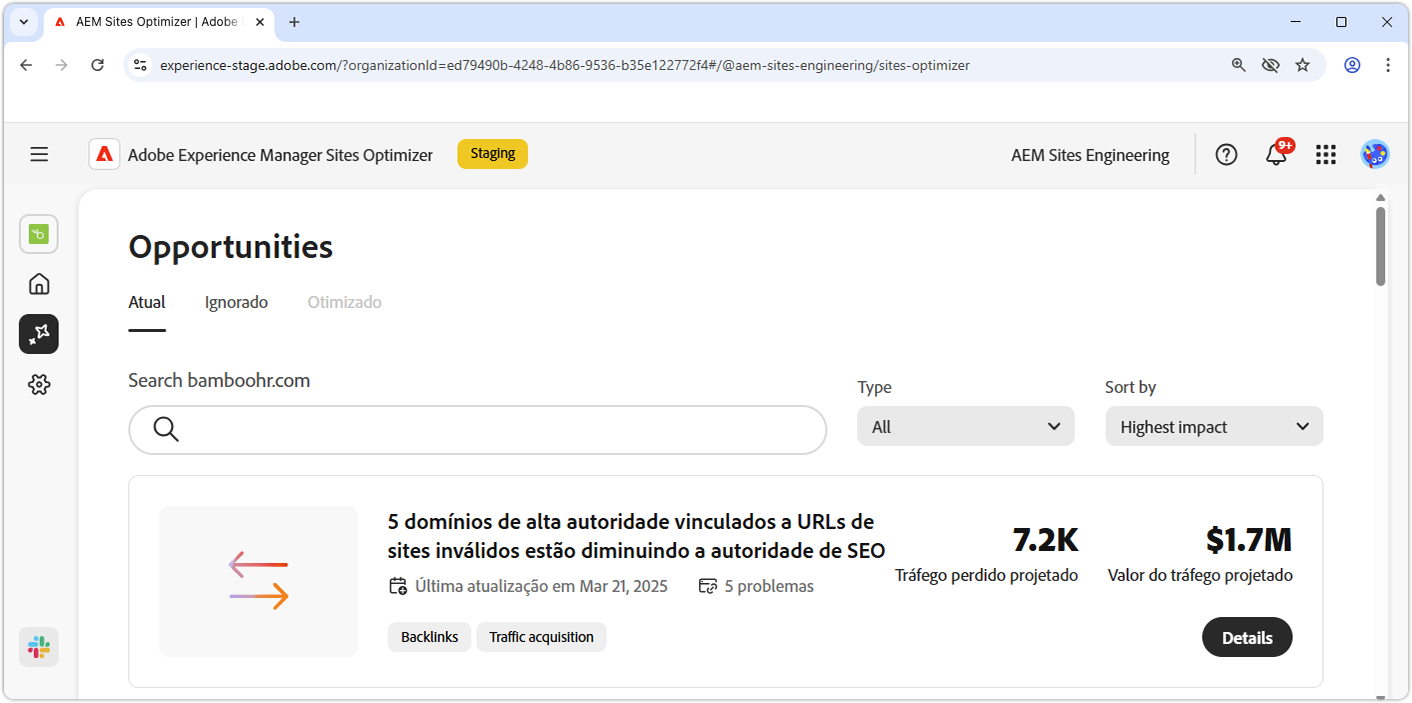 AEM Sites Optimizer | Adobe
experience-stage.adobe.com/?organizationId=ed79490b-4248-4b86-9536-b35e122772f4#/@aem-sites-engineering/sites-optimizer
Adobe Experience Manager Sites Optimizer
Staging
AEM Sites Engineering
9+
Opportunities
Atual
Ignorado
Otimizado
Search bamboohr.com
Type
Sort by
All
Highest impact
5 domínios de alta autoridade vinculados a URLs de
sites inválidos estão diminuindo a autoridade de SEO
Última atualização em Mar 21, 2025
5 problemas
Backlinks
Traffic acquisition
7.2K
Tráfego perdido projetado
$1.7M
Valor do tráfego projetado
Details